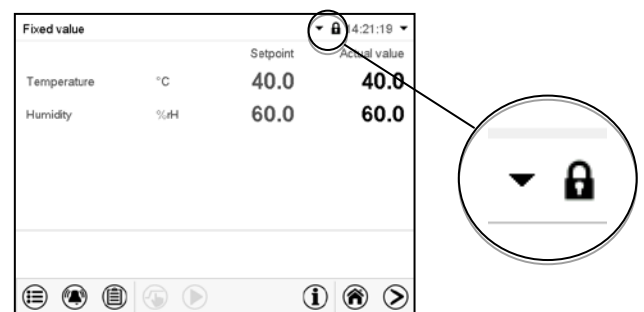 Fixed value 14:21:19
Setpoint Actual value
Temperature °C 40.0 40.0
Humidity %rH 60.0 60.0